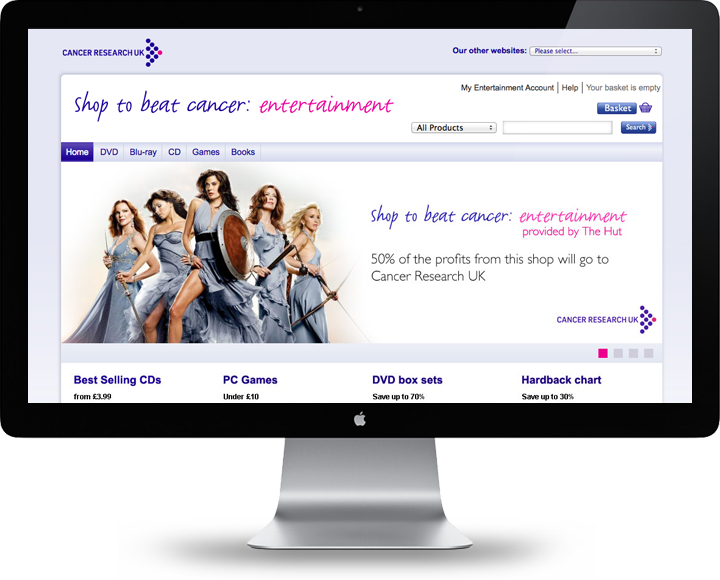 CANCER RESEARCH UK
Our other websites: Please select...
My Entertainment Account | Help | Your basket is empty
Shop to beat cancer: entertainment
Basket
All Products
Search
Home DVD Blu-ray CD Games Books
Shop to beat cancer: entertainment
provided by The Hut
50% of the profits from this shop will go to
Cancer Research UK
CANCER RESEARCH UK
Best Selling CDs PC Games DVD box sets Hardback chart
from £3.99 Under £10 Save up to 70% Save up to 30%